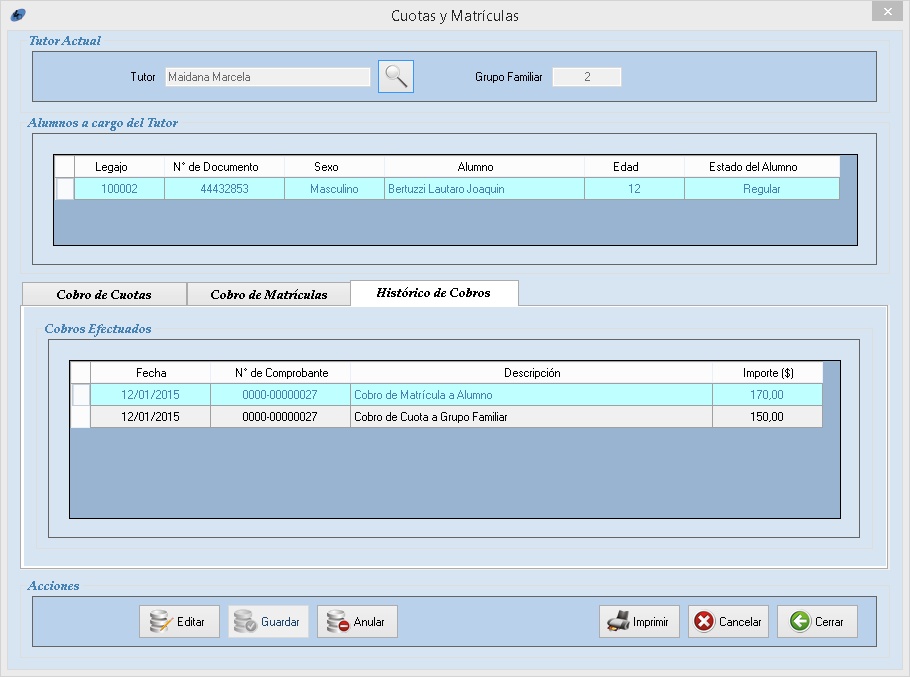 Cuotas y Matrículas
Tutor Actual
Tutor Maidana Marcela Grupo Familiar 2
Alumnos a cargo del Tutor
Legajo N° de Documento Sexo Alumno Edad Estado del Alumno
100002 44432853 Masculino Bertuzzi Lautaro Joaquin 12 Regular
Cobro de Cuotas Cobro de Matrículas Histórico de Cobros
Cobros Efectuados
Fecha N° de Comprobante Descripción Importe ($)
12/01/2015 0000-00000027 Cobro de Matrícula a Alumno 170,00
12/01/2015 0000-00000027 Cobro de Cuota a Grupo Familiar 150,00
Acciones
Editar Guardar Anular Imprimir Cancelar Cerrar